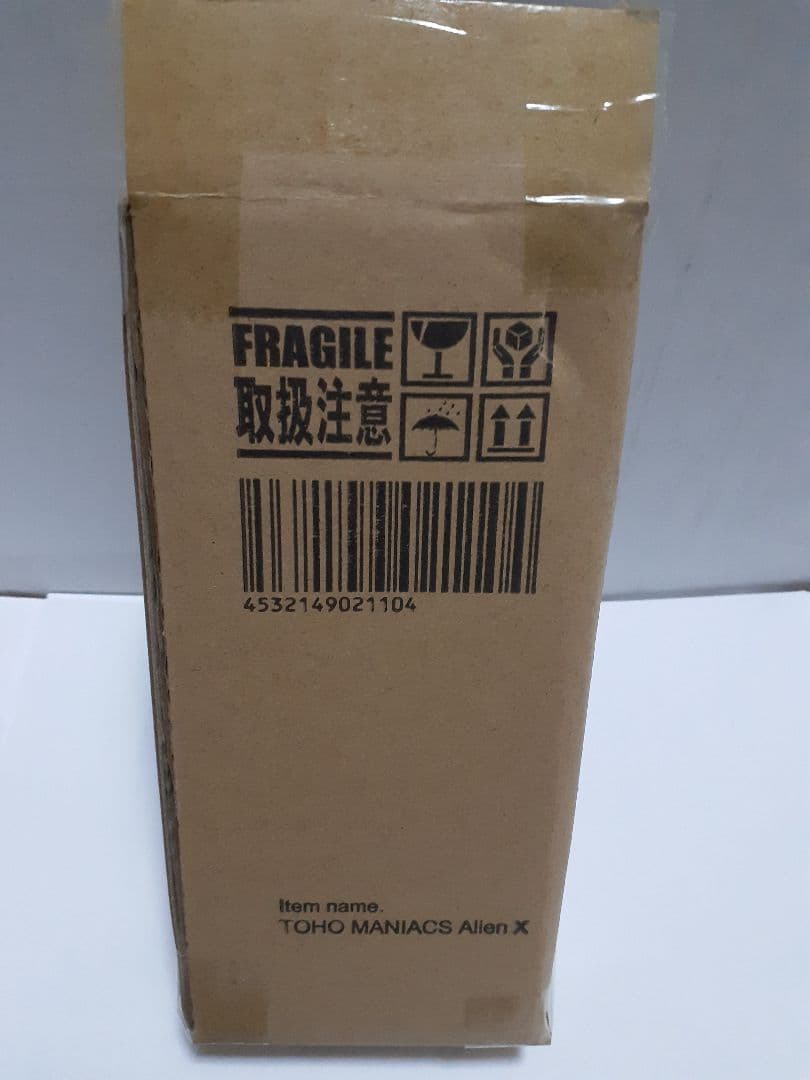 FRAGILE
取扱注意
4532149021104
Item name.
TOHO MANIACS Alien X